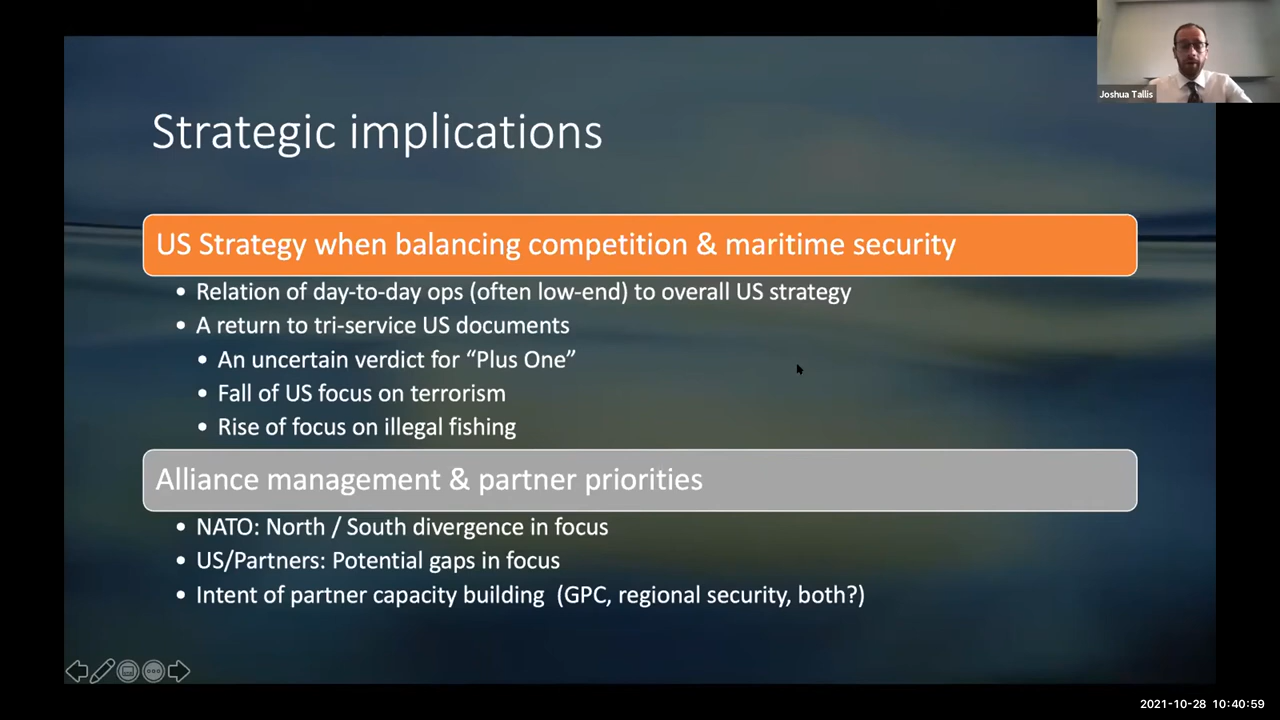 Joshua Tallis
Strategic implications
US Strategy when balancing competition & maritime security
• Relation of day-to-day ops (often low-end) to overall US strategy
• A return to tri-service US documents
• An uncertain verdict for “Plus One”
• Fall of US focus on terrorism
• Rise of focus on illegal fishing
Alliance management & partner priorities
• NATO: North / South divergence in focus
• US/Partners: Potential gaps in focus
• Intent of partner capacity building (GPC, regional security, both?)
2021-10-28 10:40:59